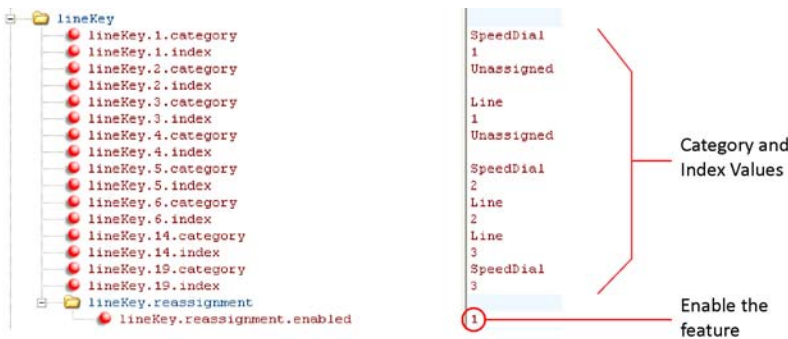 lineKey
lineKey.1.category SpeedDial
lineKey.1.index 1
lineKey.2.category Unassigned
lineKey.2.index
lineKey.3.category Line
lineKey.3.index 1
lineKey.4.category Unassigned
lineKey.4.index
lineKey.5.category SpeedDial
lineKey.5.index 2
lineKey.6.category Line
lineKey.6.index 2
lineKey.14.category Line
lineKey.14.index 3
lineKey.19.category SpeedDial
lineKey.19.index 3
lineKey.reassignment
lineKey.reassignment.enabled 1
Category and
Index Values
Enable the
feature